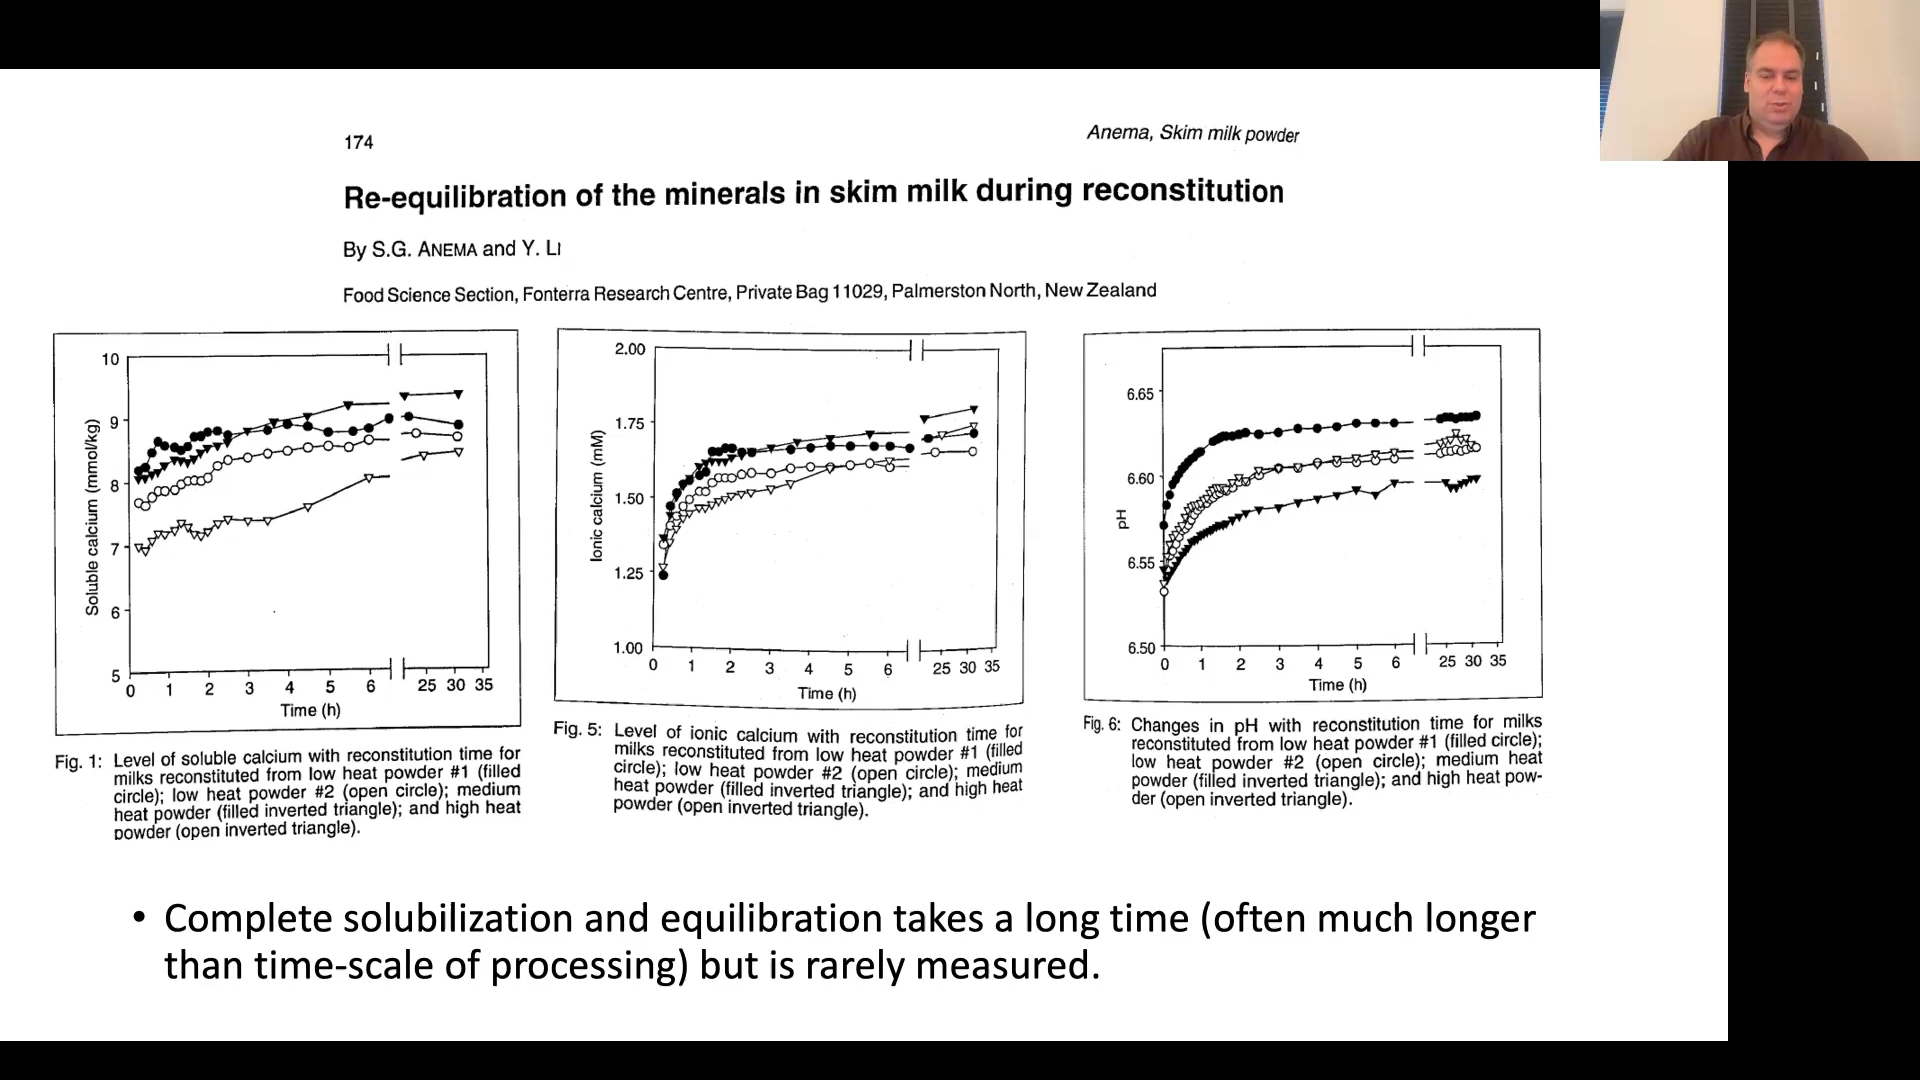 174
Anema, Skim milk powder
Re-equilibration of the minerals in skim milk during reconstitution
By S.G. ANEMA and Y. LI
Food Science Section, Fonterra Research Centre, Private Bag 11029, Palmerston North, New Zealand
10
9
8
7
6
5
Soluble calcium (mmol/kg)
0 1 2 3 4 5 6 25 30 35
Time (h)
Fig. 1: Level of soluble calcium with reconstitution time for
milks reconstituted from low heat powder #1 (filled
circle); low heat powder #2 (open circle); medium
heat powder (filled inverted triangle); and high heat
powder (open inverted triangle).
2.00
1.75
1.50
1.25
1.00
Ionic calcium (mM)
0 1 2 3 4 5 6 25 30 35
Time (h)
Fig. 5: Level of ionic calcium with reconstitution time for
milks reconstituted from low heat powder #1 (filled
circle); low heat powder #2 (open circle); medium
heat powder (filled inverted triangle); and high heat
powder (open inverted triangle).
6.65
6.60
6.55
6.50
pH
0 1 2 3 4 5 6 25 30 35
Time (h)
Fig. 6: Changes in pH with reconstitution time for milks
reconstituted from low heat powder #1 (filled circle);
low heat powder #2 (open circle); medium heat
powder (filled inverted triangle); and high heat pow-
der (open inverted triangle).
• Complete solubilization and equilibration takes a long time (often much longer
than time-scale of processing) but is rarely measured.